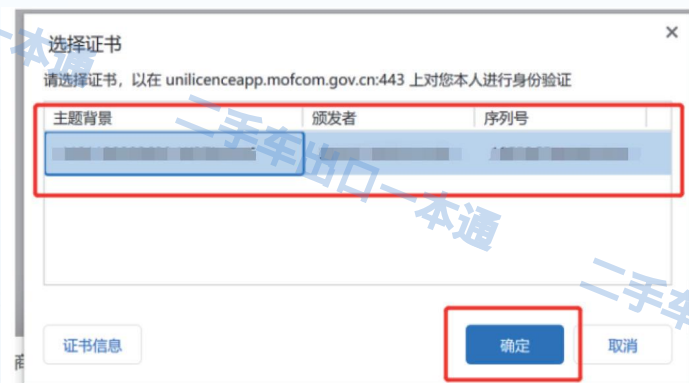 选择证书
请选择证书，以在 unilicenceapp.mofcom.gov.cn:443 上对您本人进行身份验证
主题背景 颁发者 序列号
证书信息 确定 取消
商
一本通
二手车出口一本通
二手车